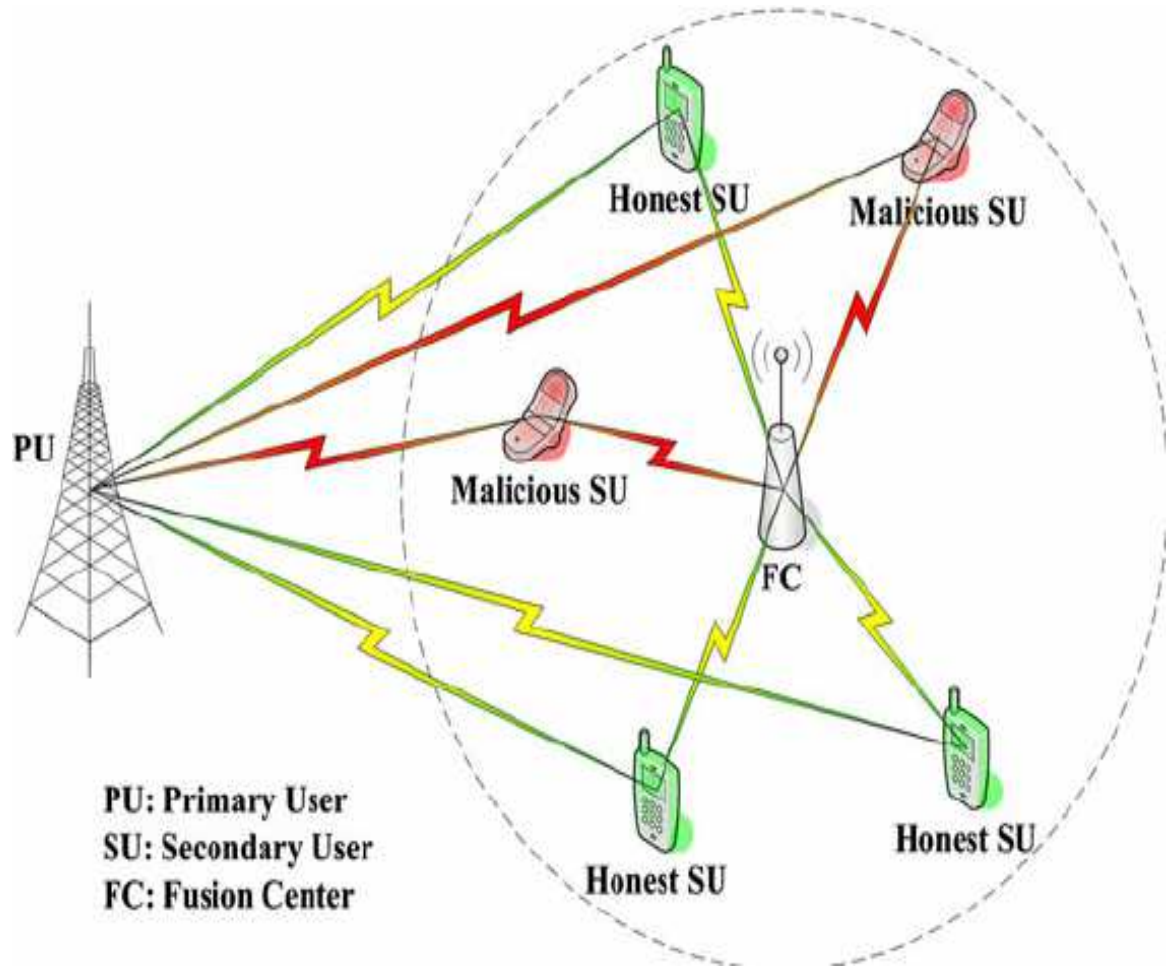 Honest SU
Malicious SU
PU
Malicious SU
FC
Honest SU
Honest SU
PU: Primary User
SU: Secondary User
FC: Fusion Center